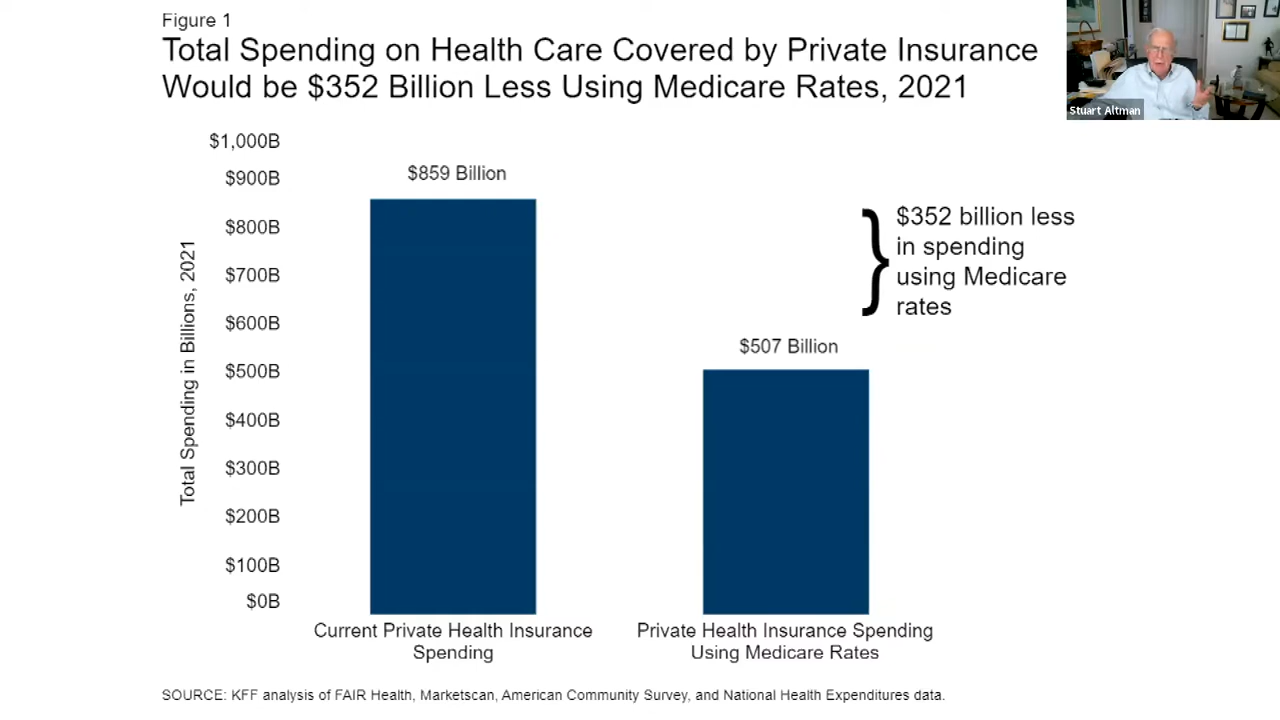 Figure 1
Total Spending on Health Care Covered by Private Insurance
Would be $352 Billion Less Using Medicare Rates, 2021
Stuart Altman
$1,000B
$900B
$800B
$700B
$600B
$500B
$400B
$300B
$200B
$100B
$0B
Total Spending in Billions, 2021
$859 Billion
$507 Billion
}
$352 billion less
in spending
using Medicare
rates
Current Private Health Insurance
Spending
Private Health Insurance Spending
Using Medicare Rates
SOURCE: KFF analysis of FAIR Health, Marketscan, American Community Survey, and National Health Expenditures data.